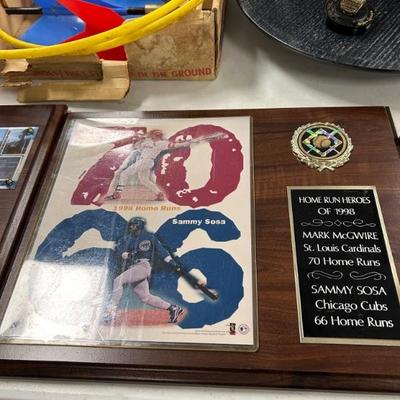 IN THE GROUND
70
1998 Home Runs
Sammy Sosa
66
HOME RUN HEROES
OF 1998
MARK McGWIRE
St. Louis Cardinals
70 Home Runs
SAMMY SOSA
Chicago Cubs
66 Home Runs